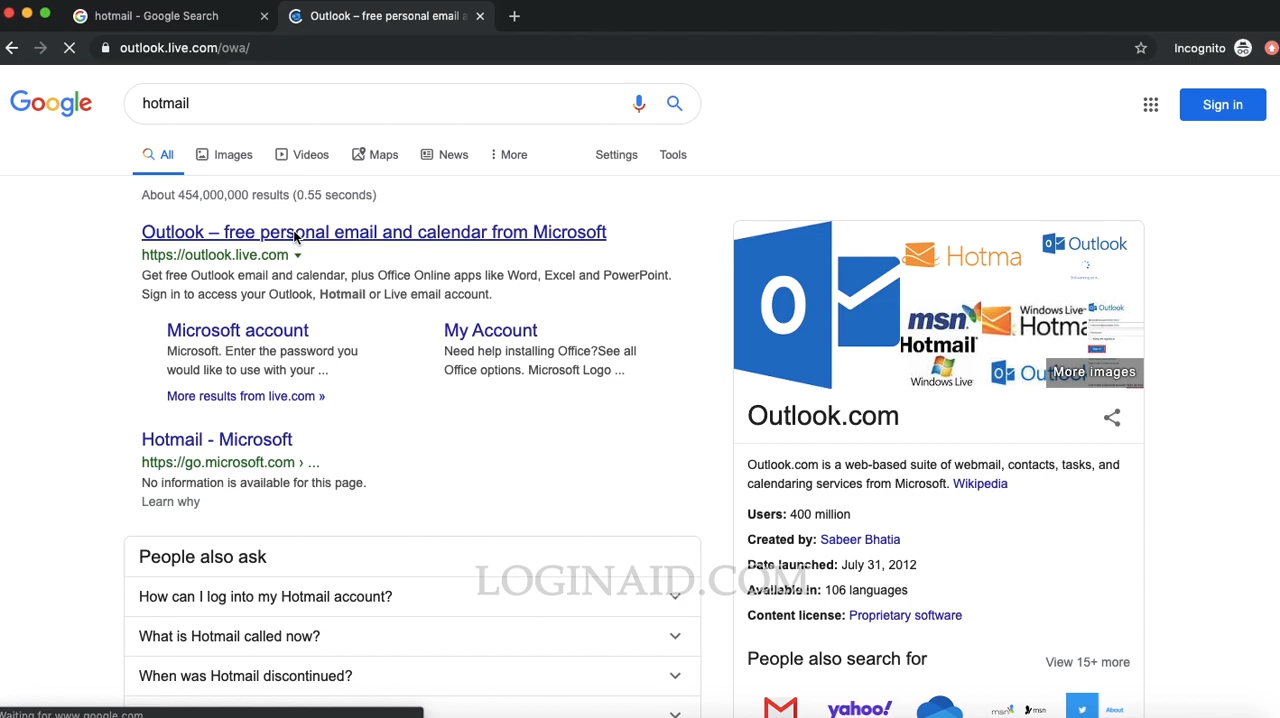 hotmail - Google Search
Outlook – free personal email a
outlook.live.com/owa/
Incognito
Google
hotmail
Sign in
All
Images
Videos
Maps
News
More
Settings
Tools
About 454,000,000 results (0.55 seconds)
Outlook – free personal email and calendar from Microsoft
https://outlook.live.com
Get free Outlook email and calendar, plus Office Online apps like Word, Excel and PowerPoint.
Sign in to access your Outlook, Hotmail or Live email account.
Microsoft account
Microsoft. Enter the password you
would like to use with your ...
My Account
Need help installing Office?See all
Office options. Microsoft Logo ...
More results from live.com »
Hotmail - Microsoft
https://go.microsoft.com › ...
No information is available for this page.
Learn why
People also ask
How can I log into my Hotmail account?
What is Hotmail called now?
When was Hotmail discontinued?
LOGINAID.COM
Hotma
Outlook
msn
Hotmail
Windows Live
Windows Live
Hotma
Outlook
Outlool
More images
Outlook.com
Outlook.com is a web-based suite of webmail, contacts, tasks, and
calendaring services from Microsoft. Wikipedia
Users: 400 million
Created by: Sabeer Bhatia
Date launched: July 31, 2012
Available in: 106 languages
Content license: Proprietary software
People also search for
View 15+ more
yahoo!
msn
msn
About
Waiting for www.google.com